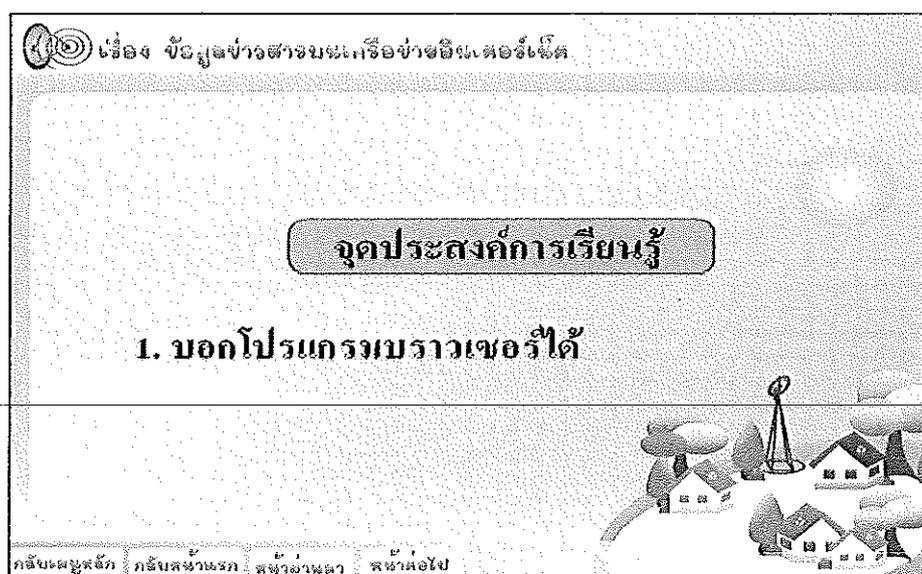 เรื่อง ข้อมูลข่าวสารบนเครือข่ายอินเตอร์เน็ต
จุดประสงค์การเรียนรู้
1. บอกโปรแกรมบราวเซอร์ได้
กลับเมนูหลัก กลับหน้าแรก หน้าผ่านมา หน้าต่อไป